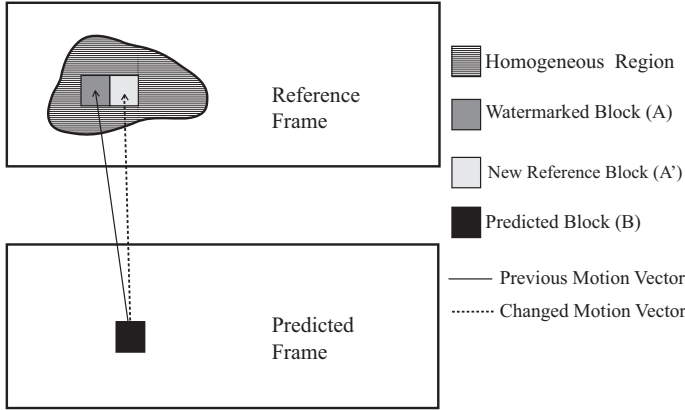 Reference
Frame
Predicted
Frame
Homogeneous Region
Watermarked Block (A)
New Reference Block (A')
Predicted Block (B)
Previous Motion Vector
Changed Motion Vector